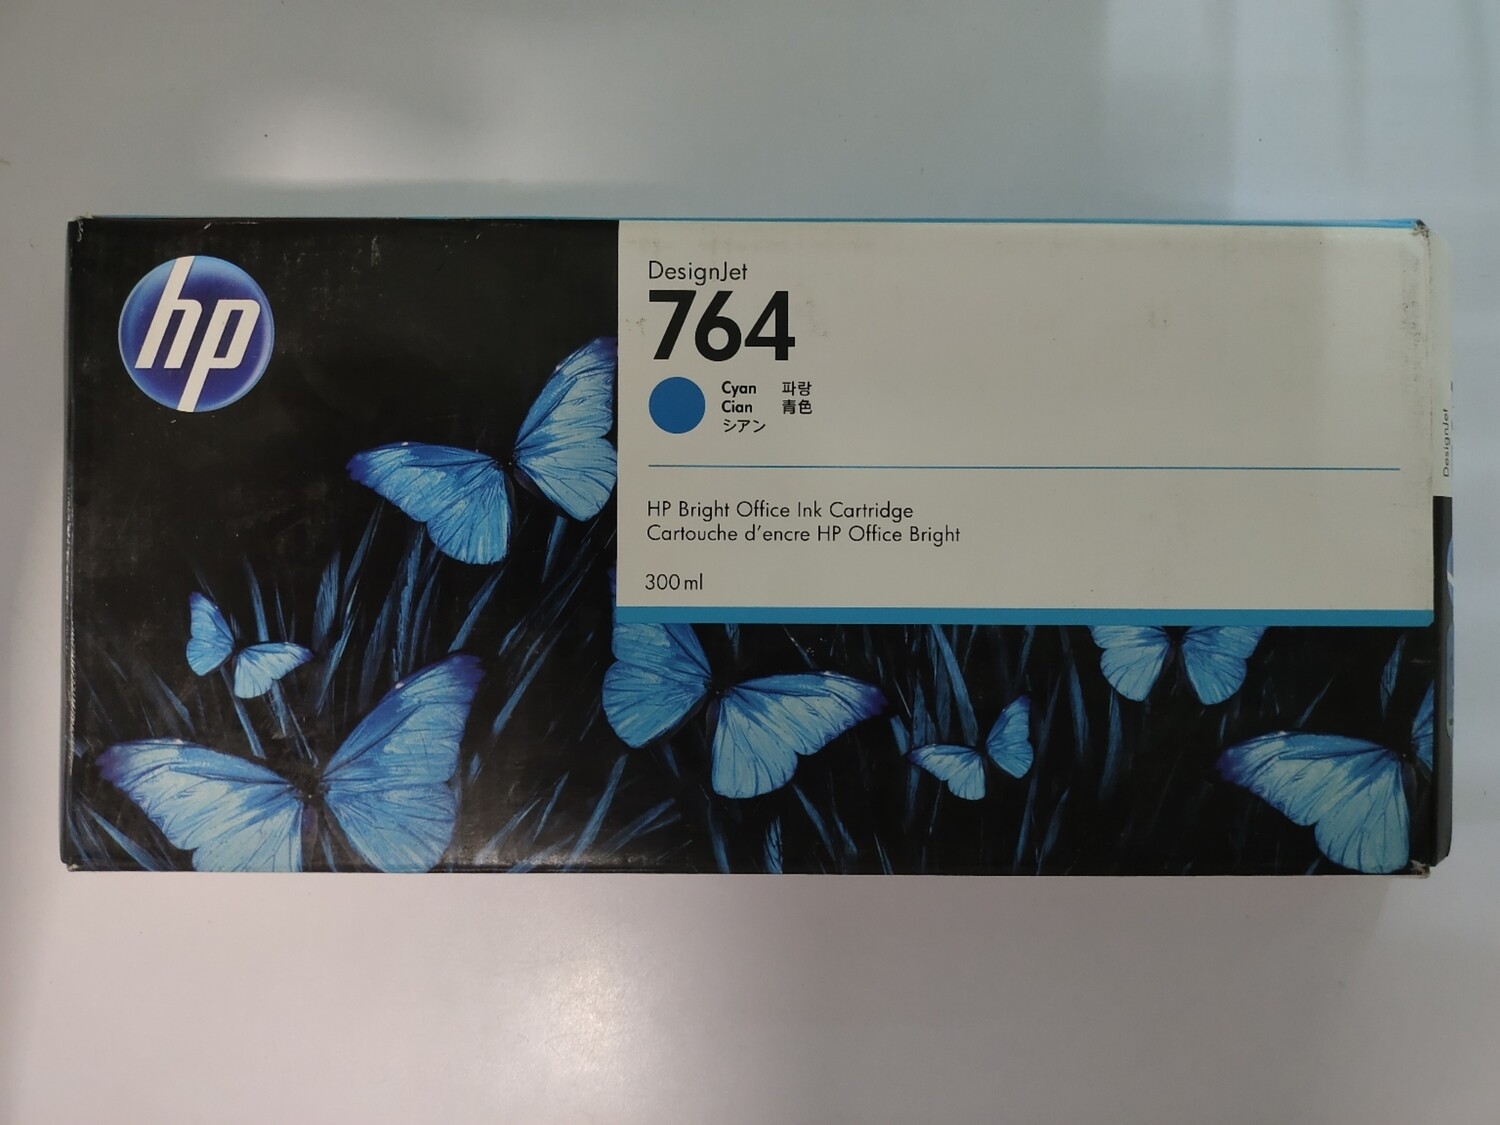 hp
DesignJet
764
Cyan 파랑
Cian 青色
シアン
HP Bright Office Ink Cartridge
Cartouche d'encre HP Office Bright
300 ml
DesignJet